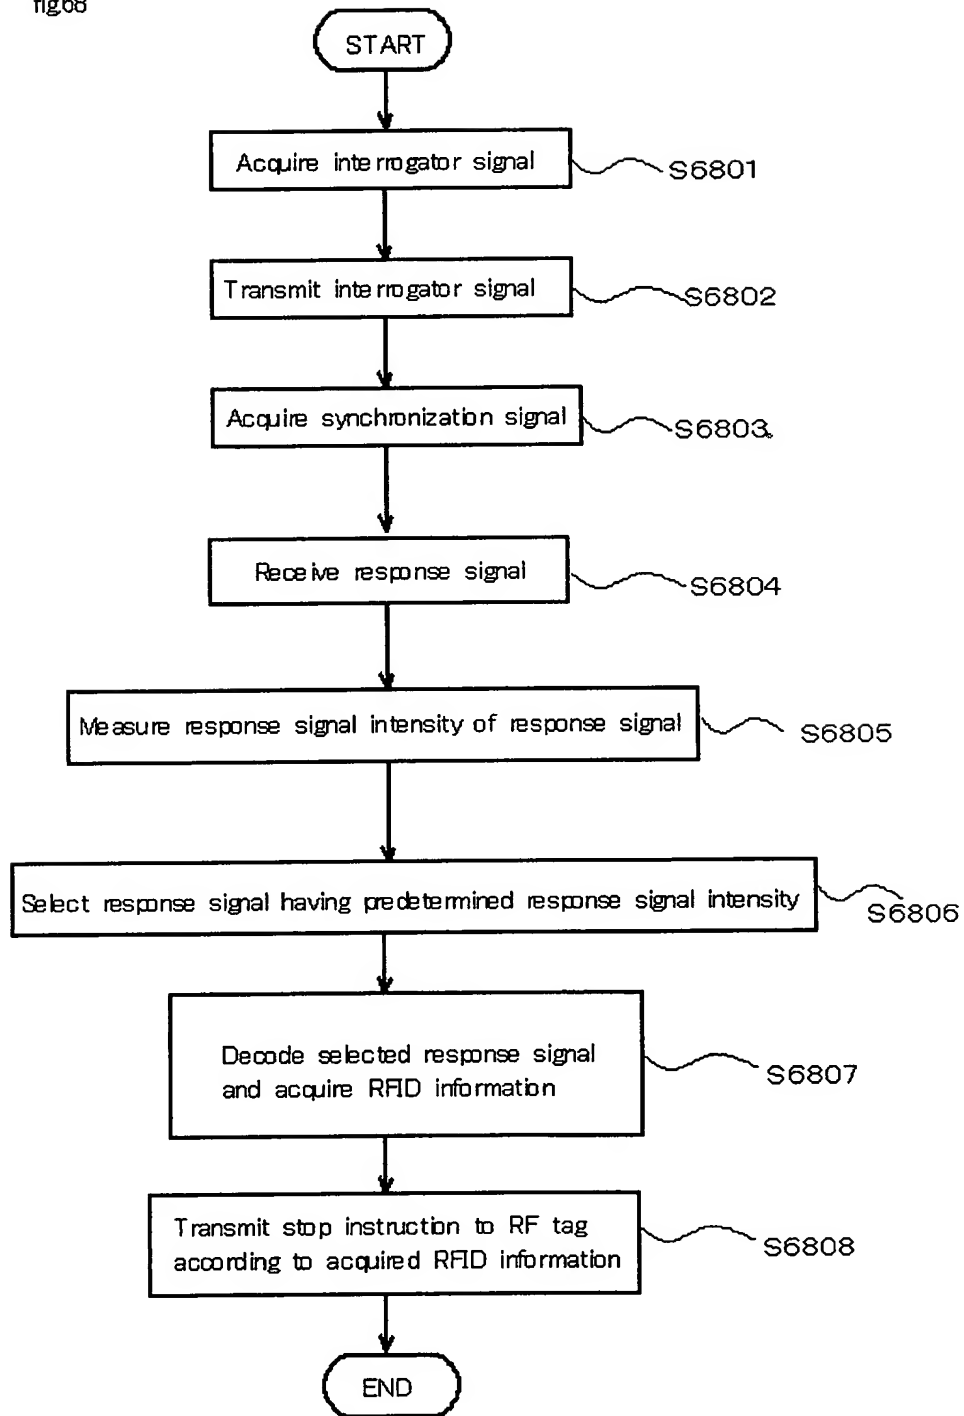 fig68
START
Acquire interrogator signal
S6801
Transmit interrogator signal
S6802
Acquire synchronization signal
S6803.
Receive response signal
S6804
Measure response signal intensity of response signal
S6805
Select response signal having predetermined response signal intensity
S6806
Decode selected response signal
and acquire RFID information
S6807
Transmit stop instruction to RF tag
according to acquired RFID information
S6808
END